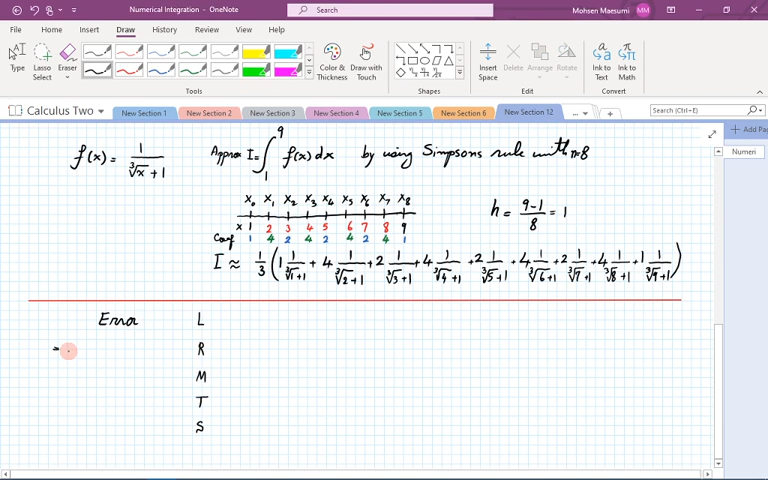 Numerical Integration - OneNote
Search
Mohsen Maesumi
MM
File Home Insert Draw History Review View Help
Type
Lasso Select
Eraser
Color & Thickness
Draw with Touch
Insert Space
Delete
Arrange
Rotate
Ink to Text
Ink to Math
Tools
Shapes
Edit
Convert
Calculus Two
New Section 1 New Section 2 New Section 3 New Section 4 New Section 5 New Section 6 New Section 12
Search (Ctrl+E)
Add Pag
Numeri
f(x) = 1/(∛x + 1) Approx I = ∫₁⁹ f(x) dx by using Simpsons rule with n=8
x₀ x₁ x₂ x₃ x₄ x₅ x₆ x₇ x₈
x 1 2 3 4 5 6 7 8 9
Coef 1 4 2 4 2 4 2 4 1
h = (9-1)/8 = 1
I ≈ 1/3 (1 1/(∛1+1) + 4 1/(∛2+1) + 2 1/(∛3+1) + 4 1/(∛4+1) + 2 1/(∛5+1) + 4 1/(∛6+1) + 2 1/(∛7+1) + 4 1/(∛8+1) + 1 1/(∛9+1))
Error L
R
M
T
S